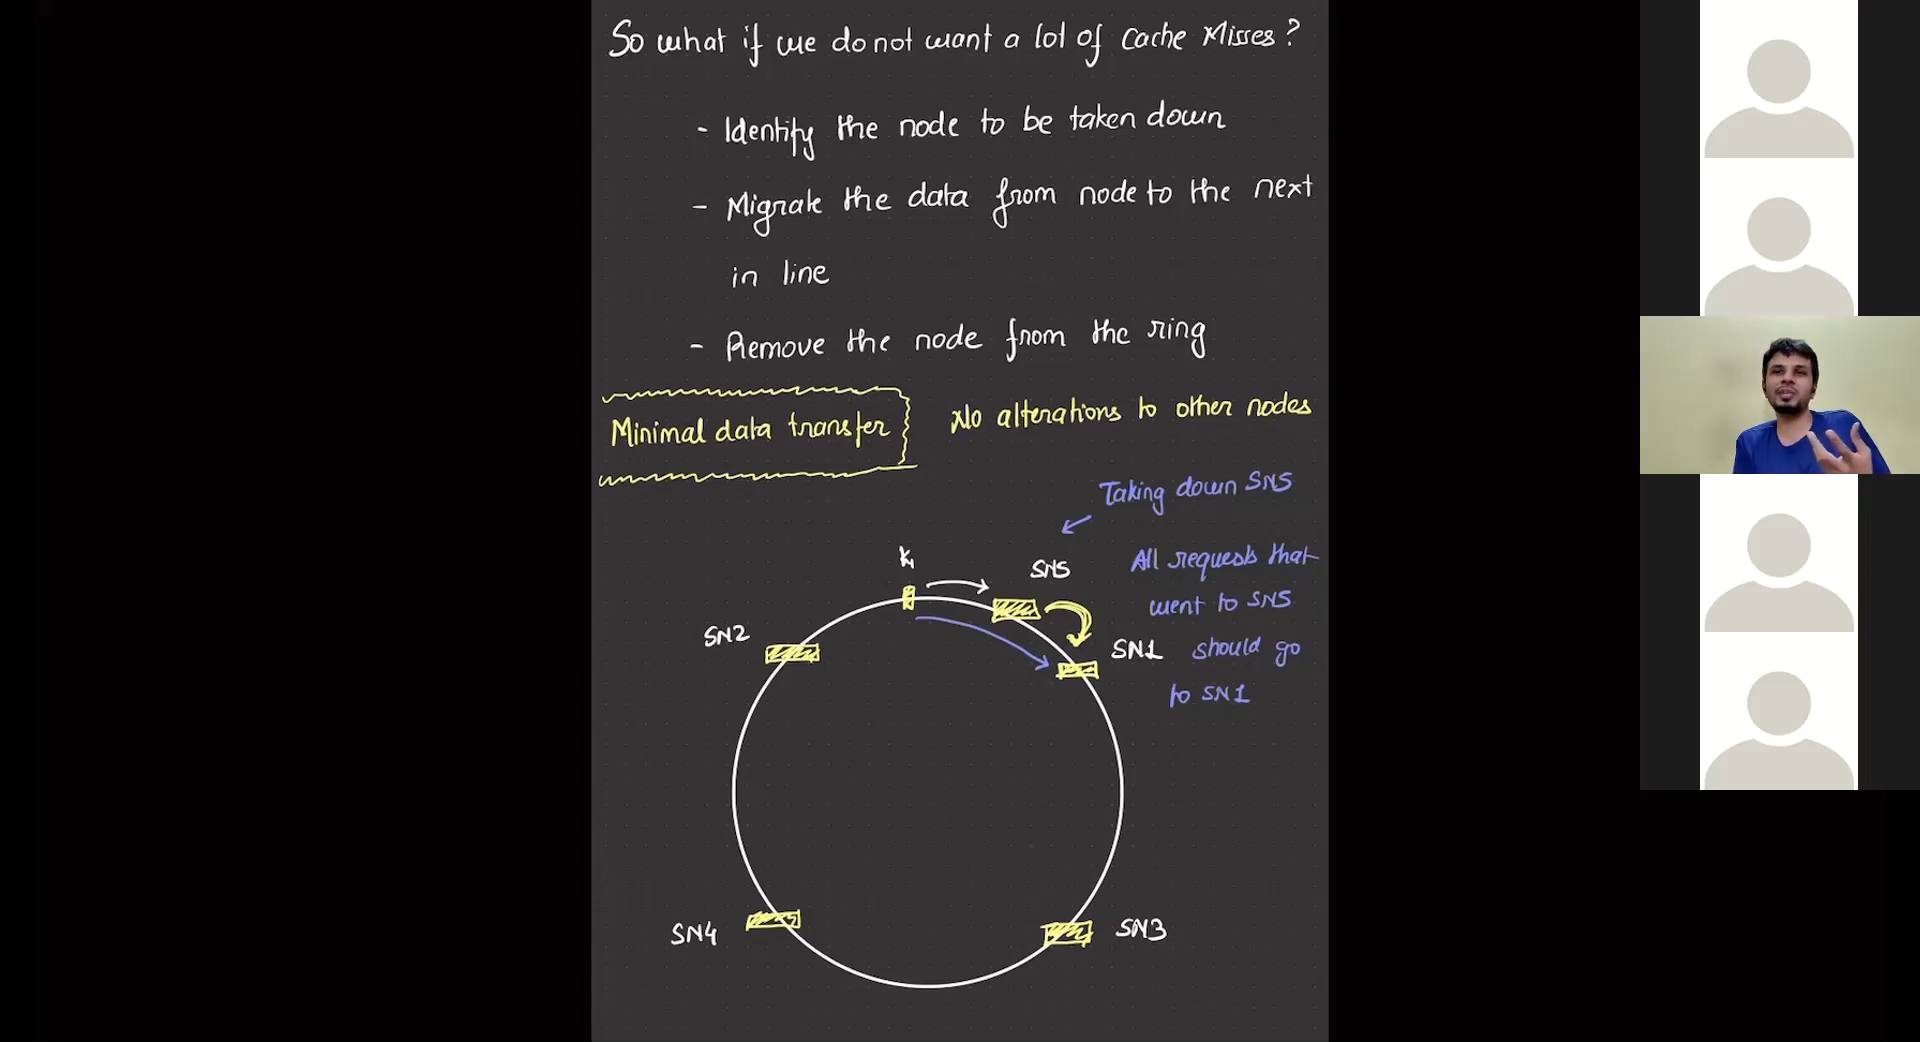 So what if we do not want a lot of Cache Misses?
- Identify the node to be taken down
- Migrate the data from node to the next
in line
- Remove the node from the ring
Minimal data transfer
No alterations to other nodes
Taking down SN5
k1
SN5
All requests that
went to SN5
SN2
SN1
should go
to SN1
SN4
SN3